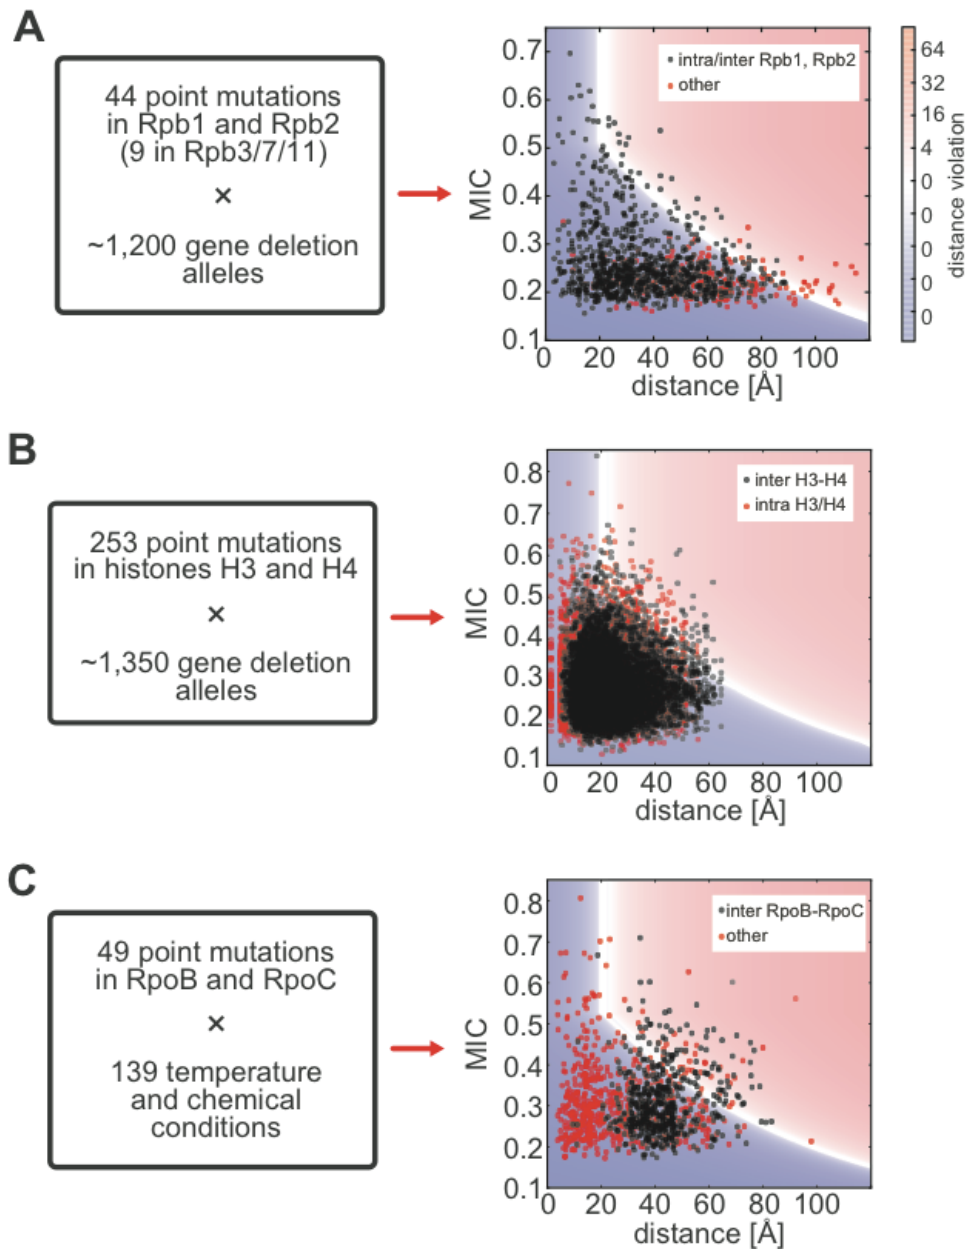 A
44 point mutations
in Rpb1 and Rpb2
(9 in Rpb3/7/11)
×
~1,200 gene deletion
alleles
MIC
0.7
0.6
0.5
0.4
0.3
0.2
0.1
intra/inter Rpb1, Rpb2
other
0 20 40 60 80 100
distance [Å]
64
32
16
4
0
0
0
0
0
distance violation
B
253 point mutations
in histones H3 and H4
×
~1,350 gene deletion
alleles
MIC
0.8
0.7
0.6
0.5
0.4
0.3
0.2
0.1
inter H3-H4
intra H3/H4
0 20 40 60 80 100
distance [Å]
C
49 point mutations
in RpoB and RpoC
×
139 temperature
and chemical
conditions
MIC
0.8
0.7
0.6
0.5
0.4
0.3
0.2
0.1
inter RpoB-RpoC
other
0 20 40 60 80 100
distance [Å]